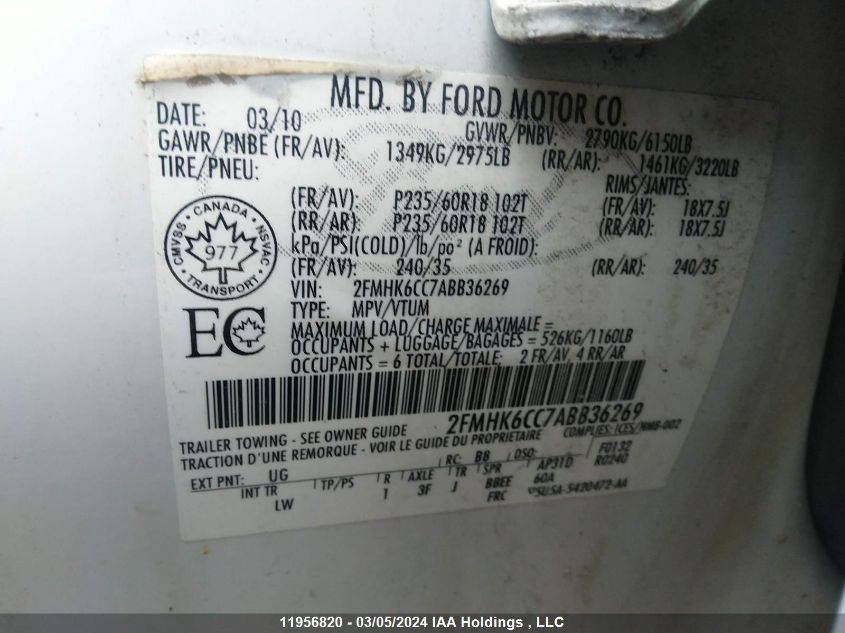 MFD. BY FORD MOTOR CO.
DATE: 03/10 GVWR/PNBV: 2790KG/6150LB
GAWR/PNBE (FR/AV): 1349KG/2975LB (RR/AR): 1461KG/3220LB
TIRE/PNEU: RIMS/JANTES:
(FR/AV): P235/60R18 102T (FR/AV): 18X7.5J
(RR/AR): P235/60R18 102T (RR/AR): 18X7.5J
kPa/PSI(COLD)/lb/po² (A FROID):
(FR/AV): 240/35 (RR/AR): 240/35
CANADA
CMVSS NSVAC
977
TRANSPORT
VIN: 2FMHK6CC7ABB36269
TYPE: MPV/VTUM
EC
MAXIMUM LOAD/CHARGE MAXIMALE =
OCCUPANTS + LUGGAGE/BAGAGES = 526KG/1160LB
OCCUPANTS = 6 TOTAL/TOTALE: 2 FR/AV, 4 RR/AR
2FMHK6CC7ABB36269
TRAILER TOWING - SEE OWNER GUIDE COMPLIES: ICES/NMB-002
TRACTION D'UNE REMORQUE - VOIR LE GUIDE DU PROPRIETAIRE
RC: B8 DSO: F0132
EXT PNT: UG AP31D R0240
INT TR TP/PS R AXLE TR SPR 60A
LW 1 3F J BBEE
FRC SUSA-5420472-AA
11956820 - 03/05/2024 IAA Holdings , LLC